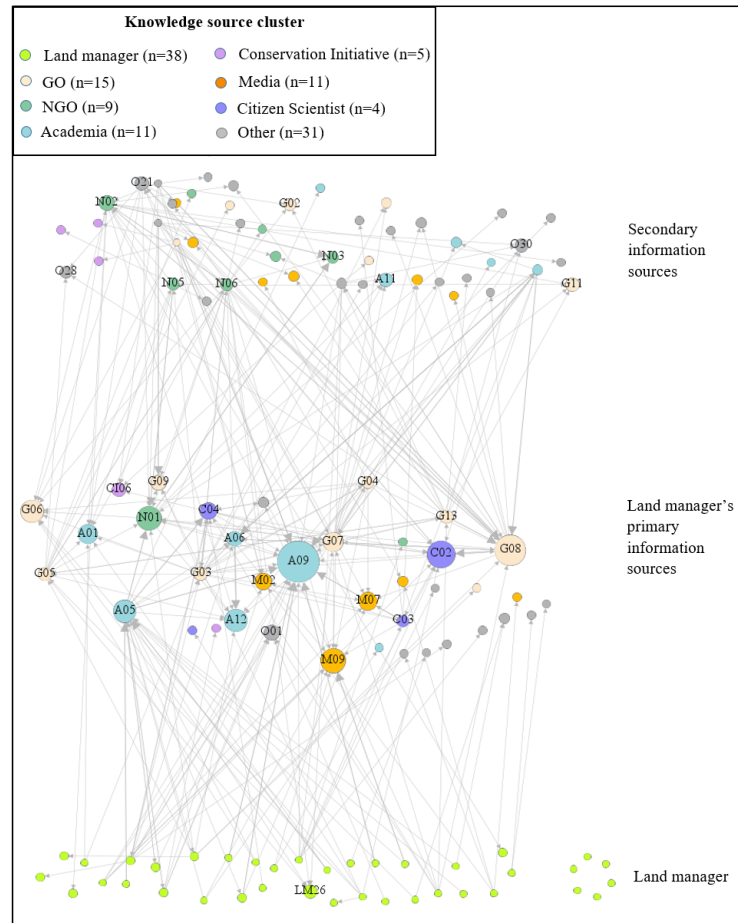 Knowledge source cluster
Land manager (n=38)
Conservation Initiative (n=5)
GO (n=15)
Media (n=11)
NGO (n=9)
Citizen Scientist (n=4)
Academia (n=11)
Other (n=31)
O21
N02
G02
Secondary
information
sources
O30
N03
O28
A11
N05
N06
G11
G09
G04
CI06
G06
N01
C04
G13
A01
A06
G07
Land manager's
primary
information
sources
G08
C02
A09
G05
G03
M02
M07
A05
A12
C03
O01
M09
LM26
Land manager